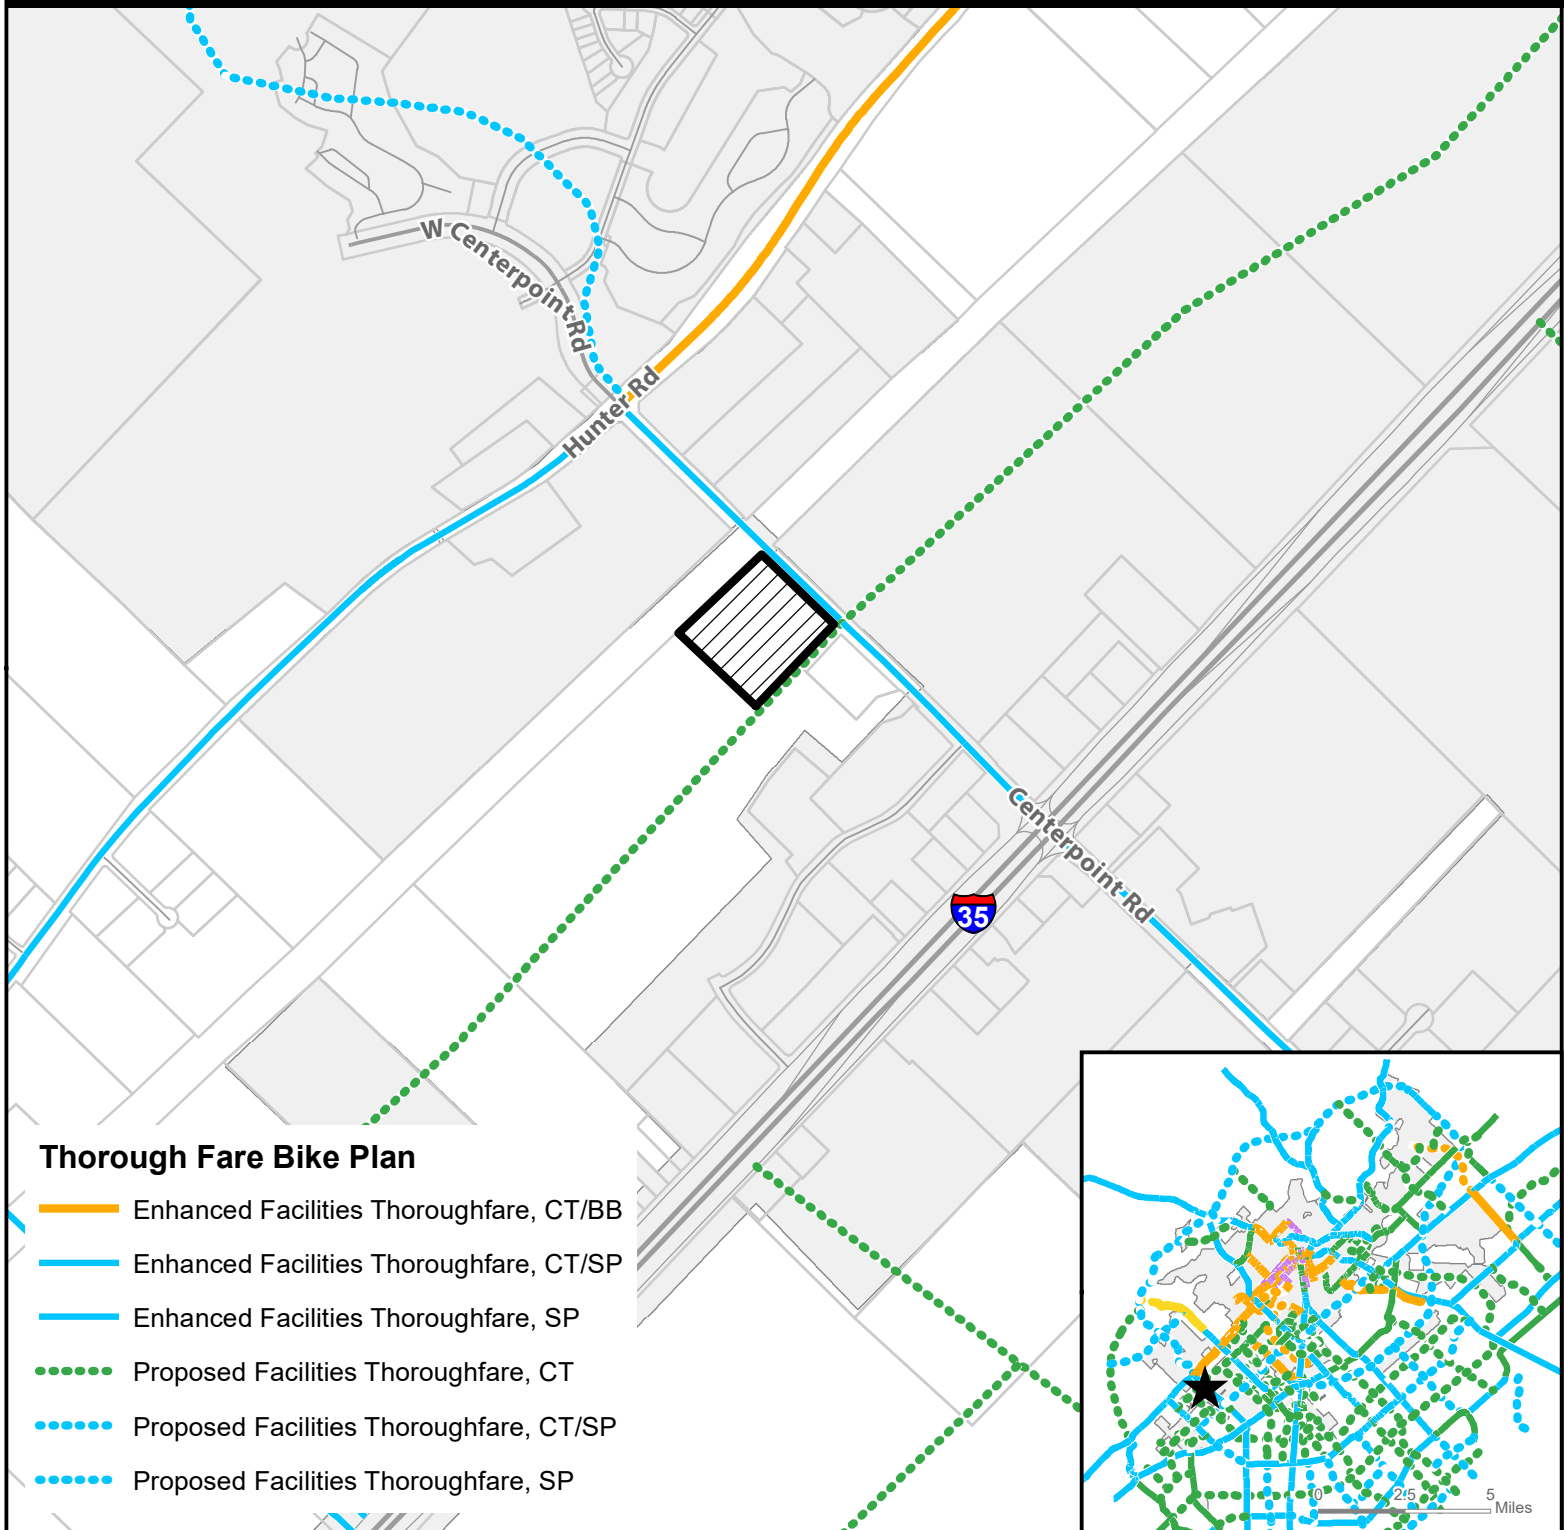 W Centerpoint Rd
Hunter Rd
Centerpoint Rd
35
Thorough Fare Bike Plan
Enhanced Facilities Thoroughfare, CT/BB
Enhanced Facilities Thoroughfare, CT/SP
Enhanced Facilities Thoroughfare, SP
Proposed Facilities Thoroughfare, CT
Proposed Facilities Thoroughfare, CT/SP
Proposed Facilities Thoroughfare, SP
0 2.5 5
Miles